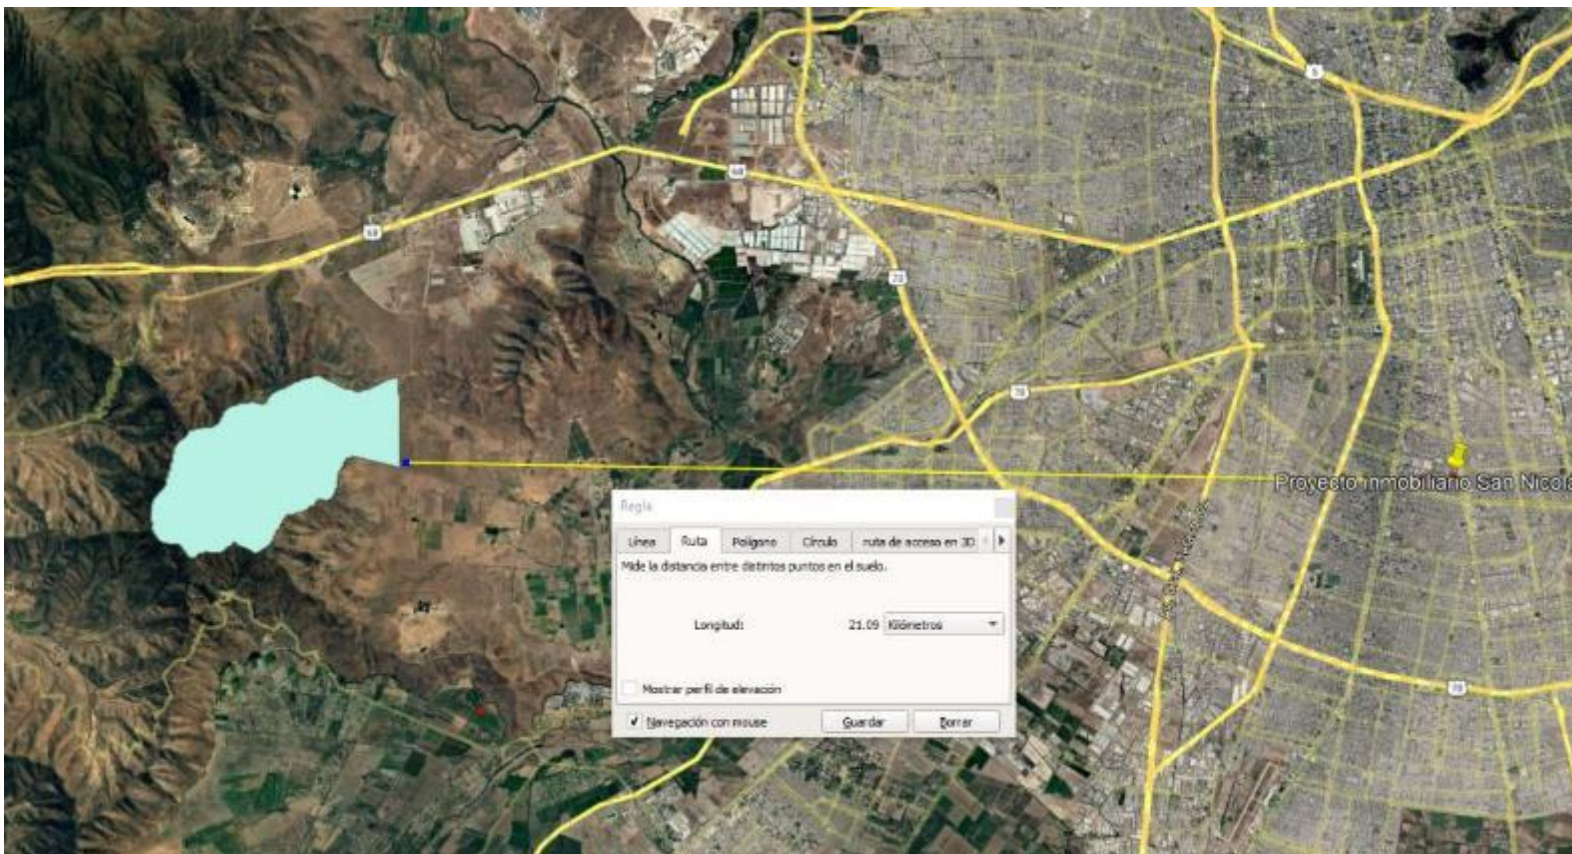 5
68
68
70
78
Proyecto inmobiliario San Nicola
Regla
Línea Ruta Polígono Círculo ruta de acceso en 3D
Mide la distancia entre distintos puntos en el suelo.
Longitud: 21.09 Kilómetros
Mostrar perfil de elevación
Navegación con mouse Guardar Borrar